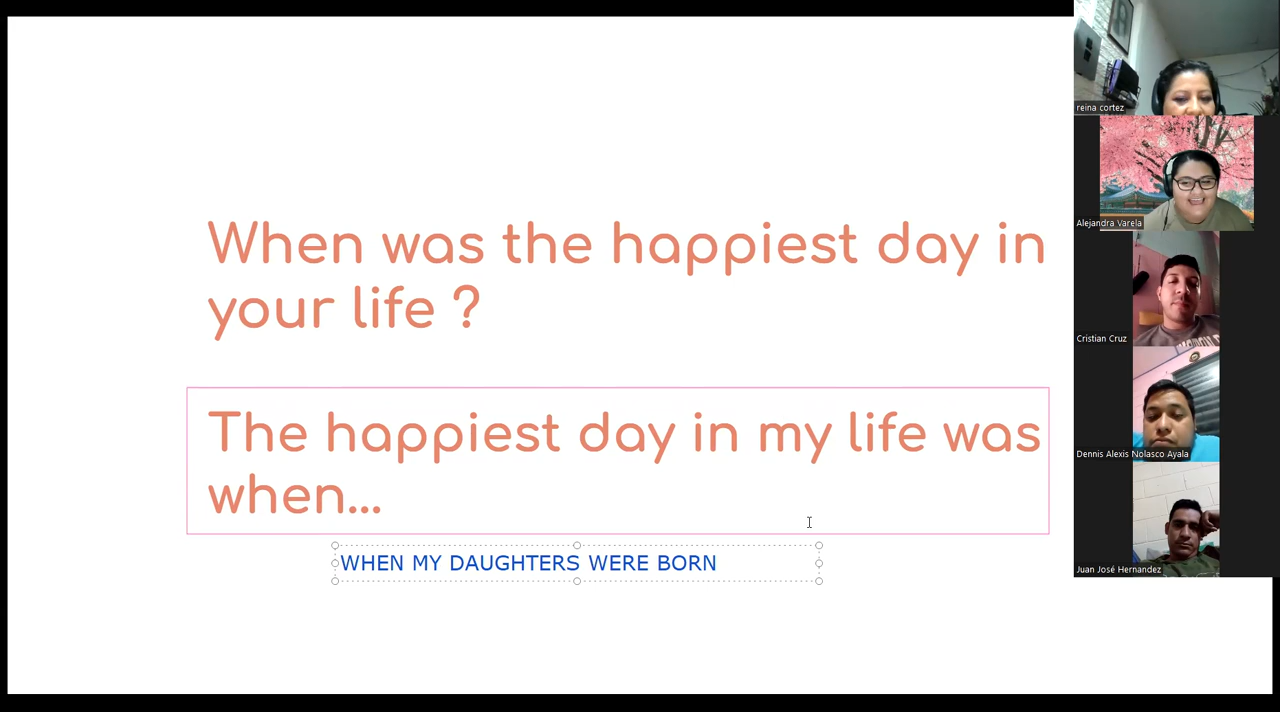 When was the happiest day in
your life ?
The happiest day in my life was
when...
WHEN MY DAUGHTERS WERE BORN
reina cortez
Alejandra Varela
Cristian Cruz
Dennis Alexis Nolasco Ayala
Juan José Hernandez